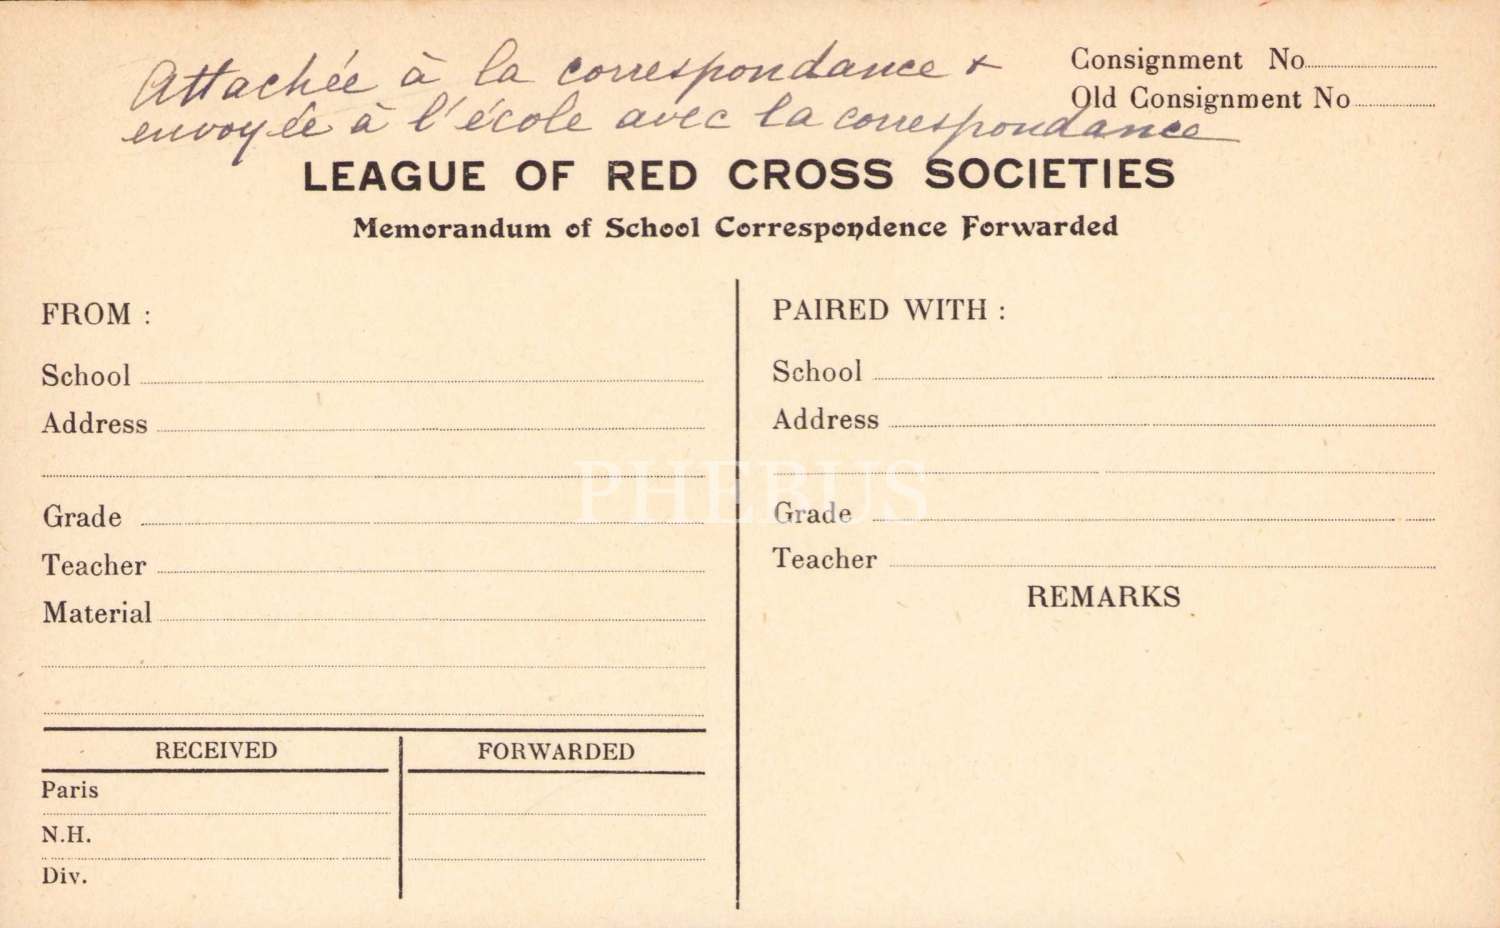 Attachée à la correspondance +
envoyée à l'école avec la correspondance
Consignment No
Old Consignment No
LEAGUE OF RED CROSS SOCIETIES
Memorandum of School Correspondence Forwarded
FROM :
School
Address
Grade
Teacher
Material
RECEIVED FORWARDED
Paris
N.H.
Div.
PAIRED WITH :
School
Address
Grade
Teacher
REMARKS
PHEBUS